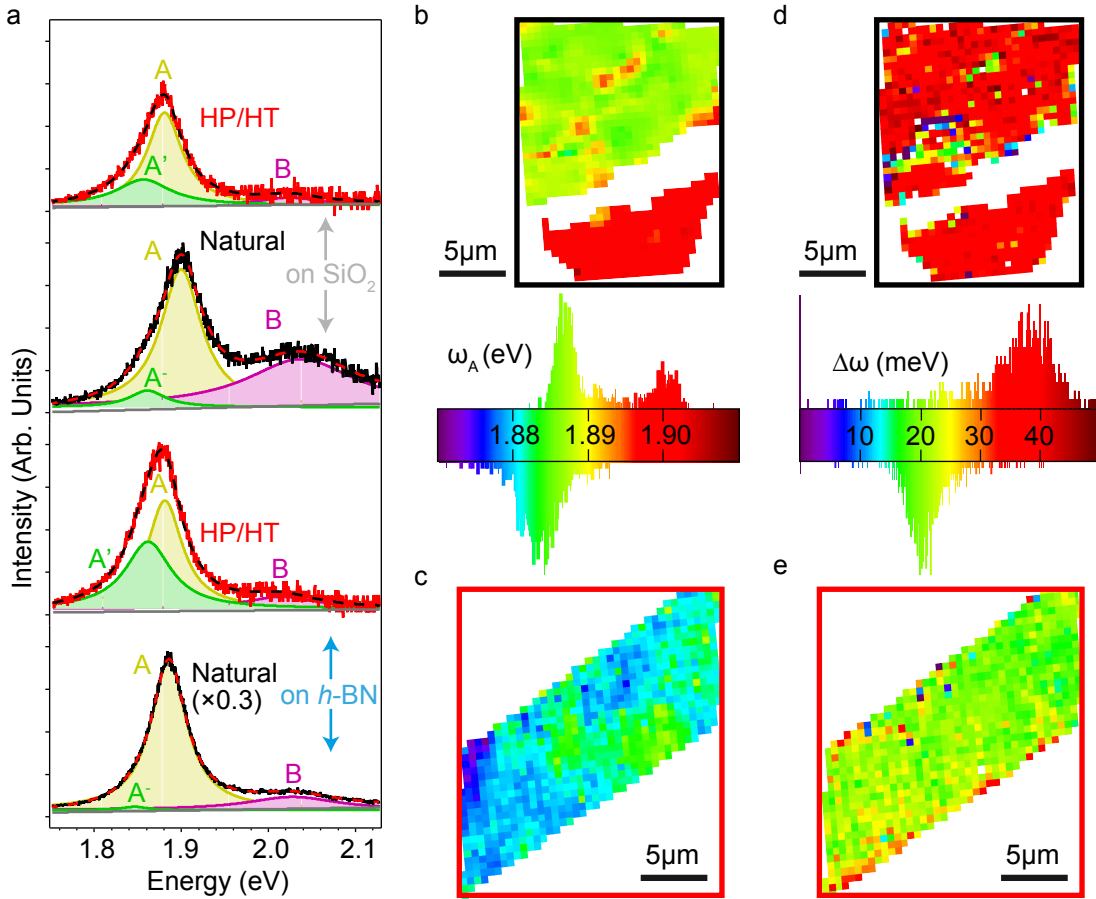 a
A
HP/HT
A'
B
A
Natural
on SiO₂
B
A-
A
HP/HT
A'
B
A
Natural
(×0.3)
on h-BN
B
A-
1.8
1.9
2.0
2.1
Energy (eV)
Intensity (Arb. Units)
b
5μm
ω_A (eV)
1.88
1.89
1.90
c
5μm
d
5μm
Δω (meV)
10
20
30
40
e
5μm